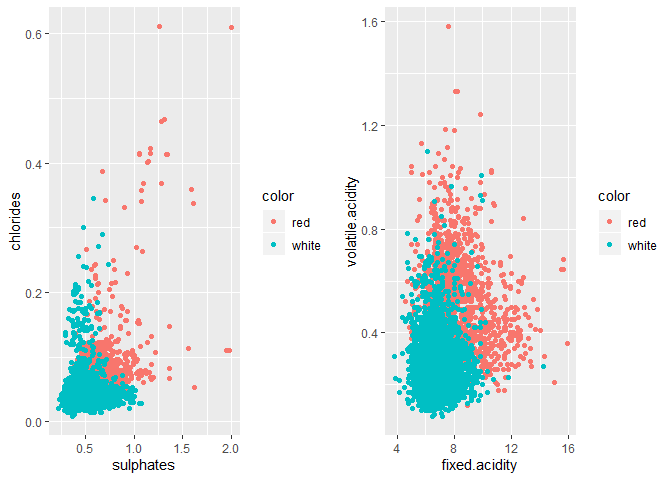 0.6
0.4
0.2
0.0
chlorides
0.5
1.0
1.5
2.0
sulphates
color
red
white
1.6
1.2
0.8
0.4
volatile.acidity
4
8
12
16
fixed.acidity
color
red
white